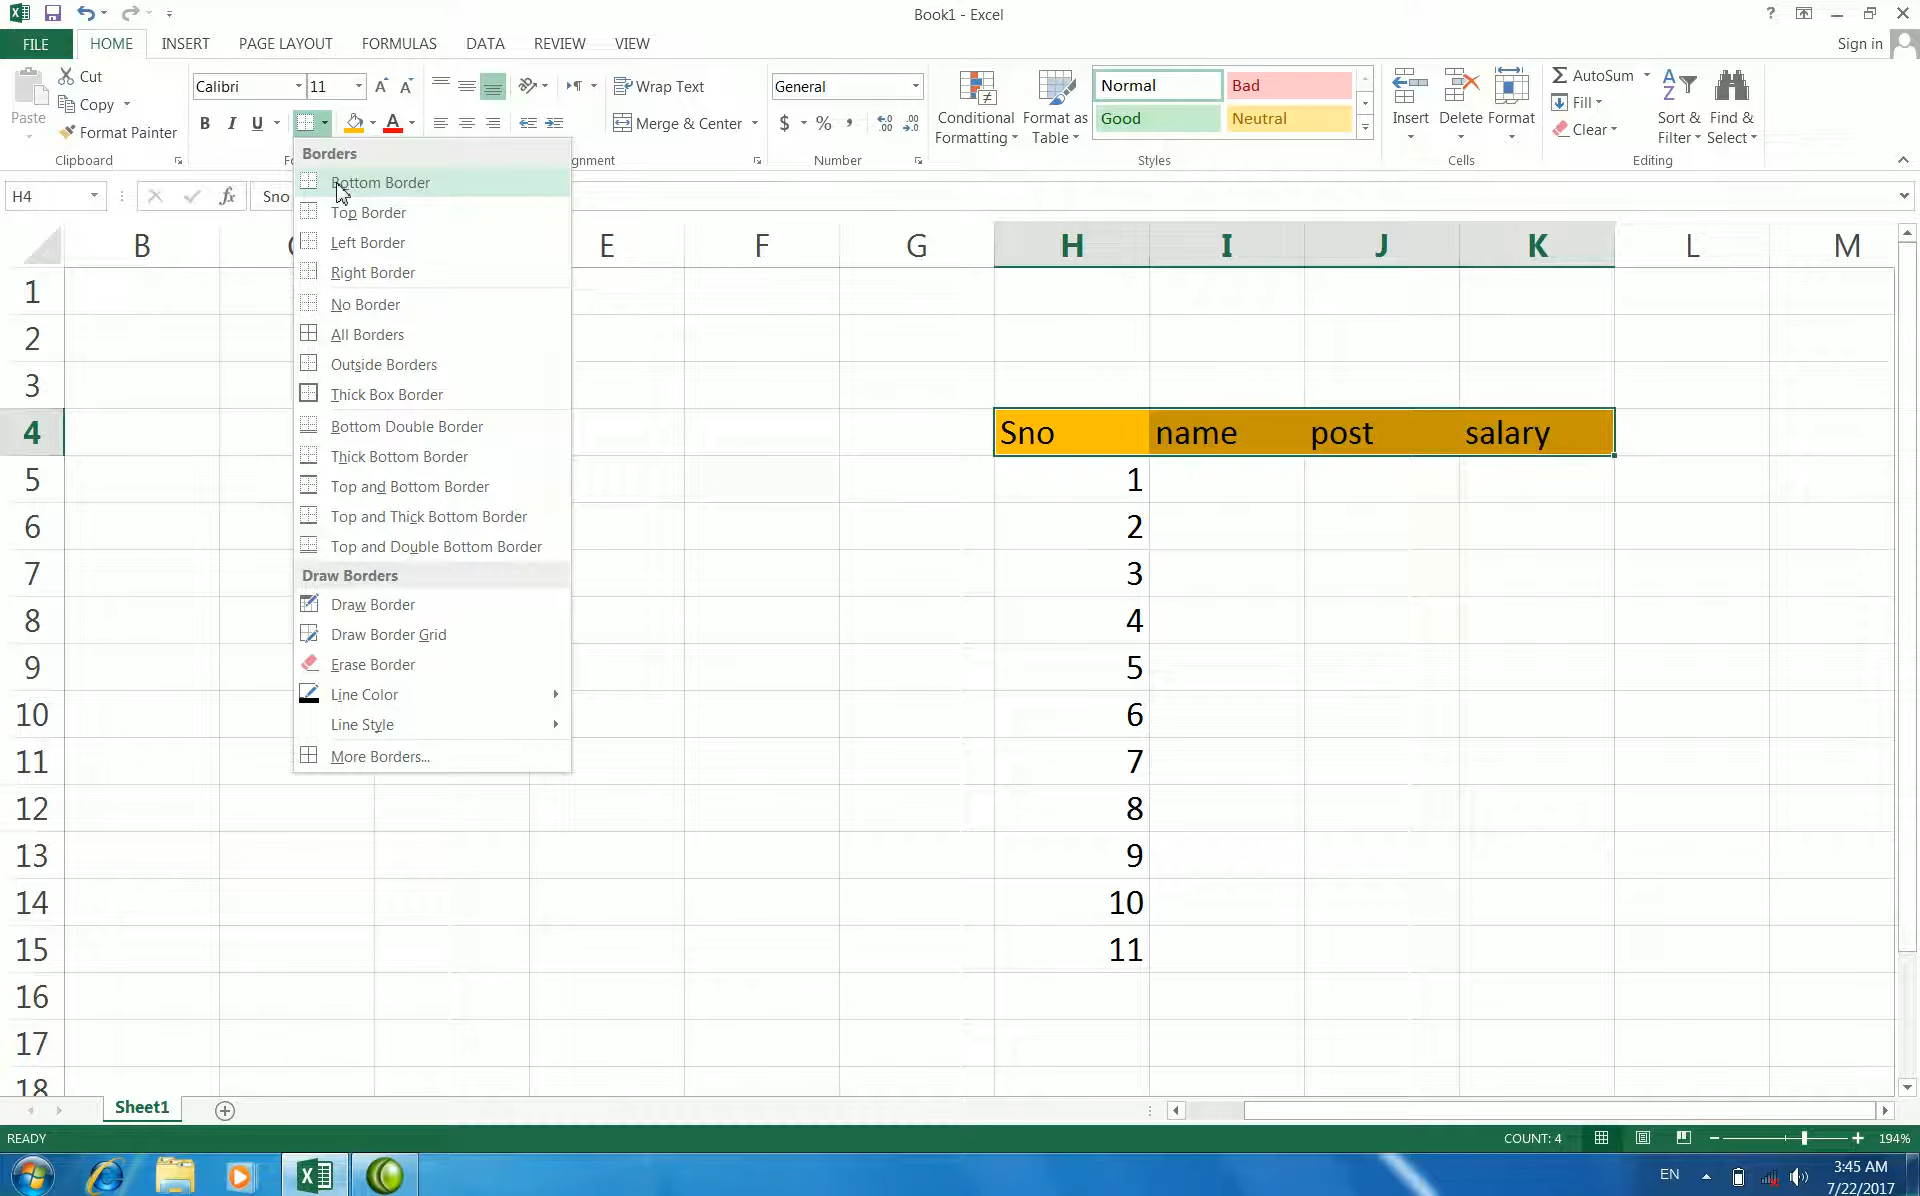 Book1 - Excel
?
FILE HOME INSERT PAGE LAYOUT FORMULAS DATA REVIEW VIEW
Sign in
Paste
Cut
Copy
Format Painter
Clipboard
Calibri 11
B I U
Wrap Text
Merge & Center
General
$ % ,
Number
Conditional Formatting
Format as Table
Normal Bad
Good Neutral
Styles
Insert Delete Format
Cells
AutoSum
Fill
Clear
Sort & Filter
Find & Select
Editing
H4
fx
Sno
Borders
Bottom Border
Top Border
Left Border
Right Border
No Border
All Borders
Outside Borders
Thick Box Border
Bottom Double Border
Thick Bottom Border
Top and Bottom Border
Top and Thick Bottom Border
Top and Double Bottom Border
Draw Borders
Draw Border
Draw Border Grid
Erase Border
Line Color
Line Style
More Borders...
B E F G H I J K L M
1
2
3
4 Sno name post salary
5 1
6 2
7 3
8 4
9 5
10 6
11 7
12 8
13 9
14 10
15 11
16
17
18
Sheet1
READY
COUNT: 4
194%
EN
3:45 AM
7/22/2017